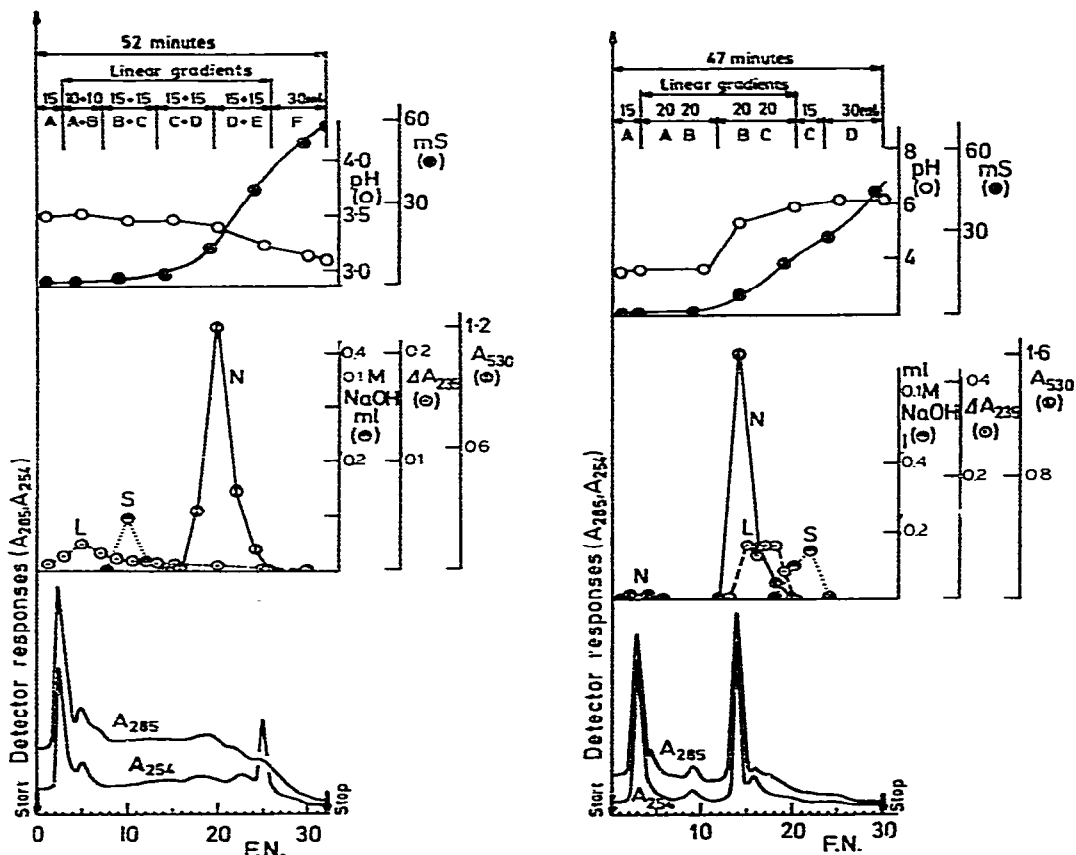 52 minutes
Linear gradients
15 10+10 15+15 15+15 15+15 30ml
A A+B B+C C+D D+E F
60
mS
(●)
4·0
pH
(○)
30
3·5
3·0
1·2
0.4
0.2
A530
(⊖)
0.1M
NaOH
ml
(⊖)
ΔA235
(⊙)
N
0.6
0.2
0.1
L
S
Detector responses (A285, A254)
A285
A254
Start
Stop
0 10 20 30
F.N.
47 minutes
Linear gradients
15 20 20 20 20 15 30ml
A A B B C C D
8
60
pH
(○)
mS
(●)
6
30
4
1·6
ml
0.1M
NaOH
(⊖)
0.4
ΔA235
(⊙)
A530
(⊕)
N
0.4
0.2
0.8
L
S
0.2
N
Detector responses (A285, A254)
A285
A254
Start
Stop
10 20 30
F.N.